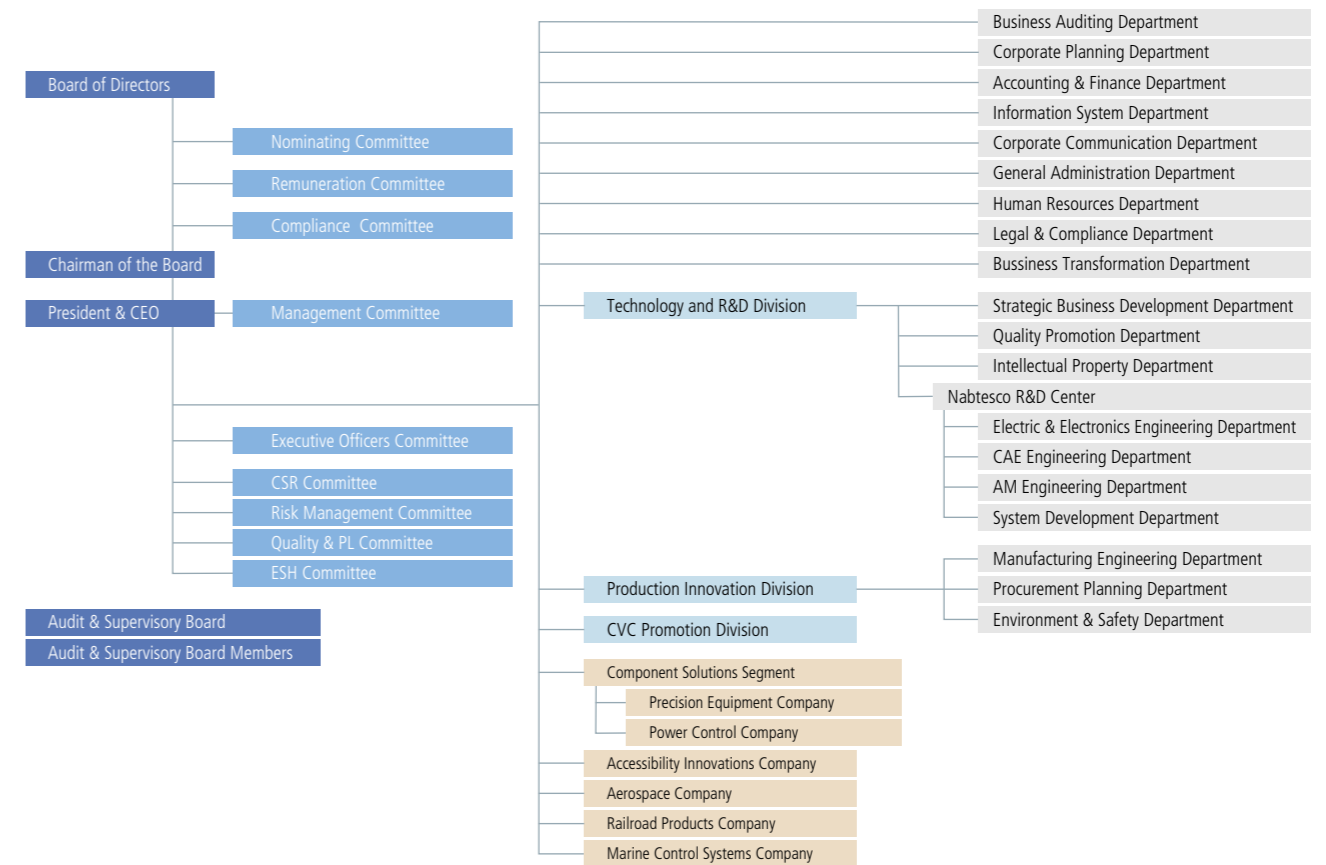 Board of Directors
Nominating Committee
Remuneration Committee
Compliance Committee
Chairman of the Board
President & CEO
Management Committee
Executive Officers Committee
CSR Committee
Risk Management Committee
Quality & PL Committee
ESH Committee
Audit & Supervisory Board
Audit & Supervisory Board Members
Business Auditing Department
Corporate Planning Department
Accounting & Finance Department
Information System Department
Corporate Communication Department
General Administration Department
Human Resources Department
Legal & Compliance Department
Bussiness Transformation Department
Technology and R&D Division
Strategic Business Development Department
Quality Promotion Department
Intellectual Property Department
Nabtesco R&D Center
Electric & Electronics Engineering Department
CAE Engineering Department
AM Engineering Department
System Development Department
Production Innovation Division
Manufacturing Engineering Department
Procurement Planning Department
Environment & Safety Department
CVC Promotion Division
Component Solutions Segment
Precision Equipment Company
Power Control Company
Accessibility Innovations Company
Aerospace Company
Railroad Products Company
Marine Control Systems Company